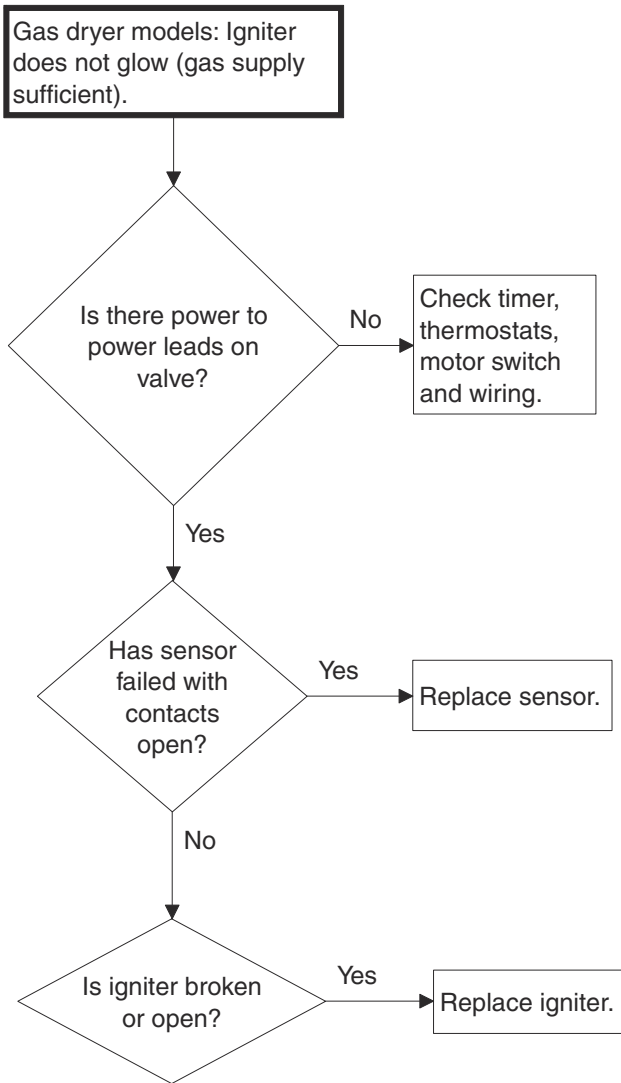 Gas dryer models: Igniter
does not glow (gas supply
sufficient).
Is there power to
power leads on
valve?
No
Check timer,
thermostats,
motor switch
and wiring.
Yes
Has sensor
failed with
contacts
open?
Yes
Replace sensor.
No
Is igniter broken
or open?
Yes
Replace igniter.